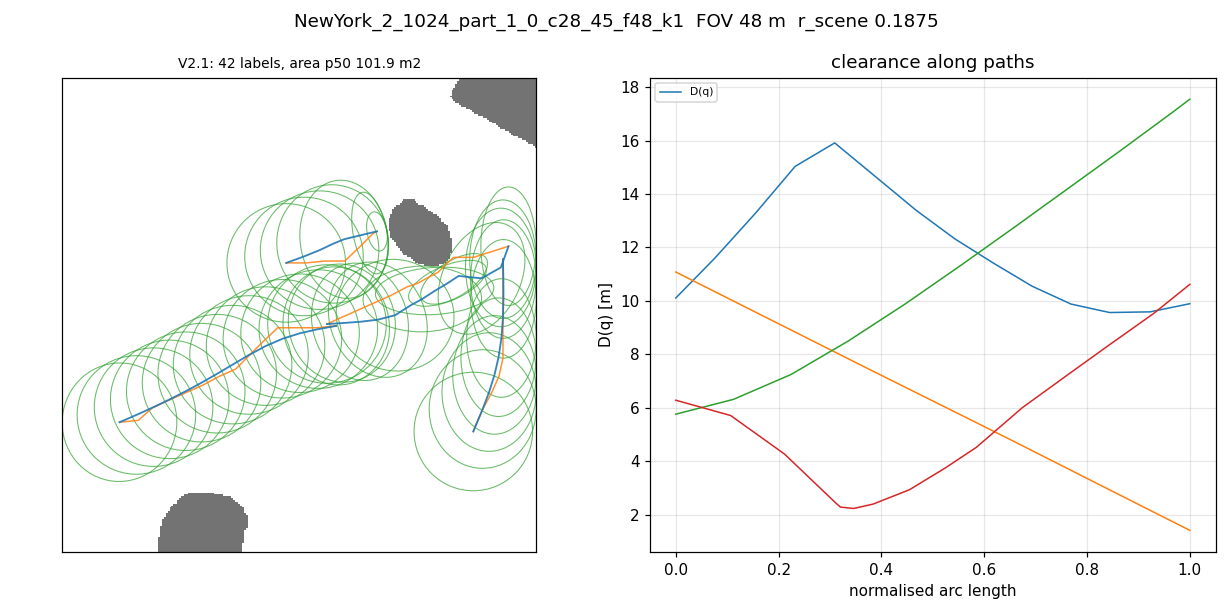 NewYork_2_1024_part_1_0_c28_45_f48_k1  FOV 48 m  r_scene 0.1875
V2.1: 42 labels, area p50 101.9 m2
clearance along paths
D(q)
D(q) [m]
18
16
14
12
10
8
6
4
2
0.0 0.2 0.4 0.6 0.8 1.0
normalised arc length